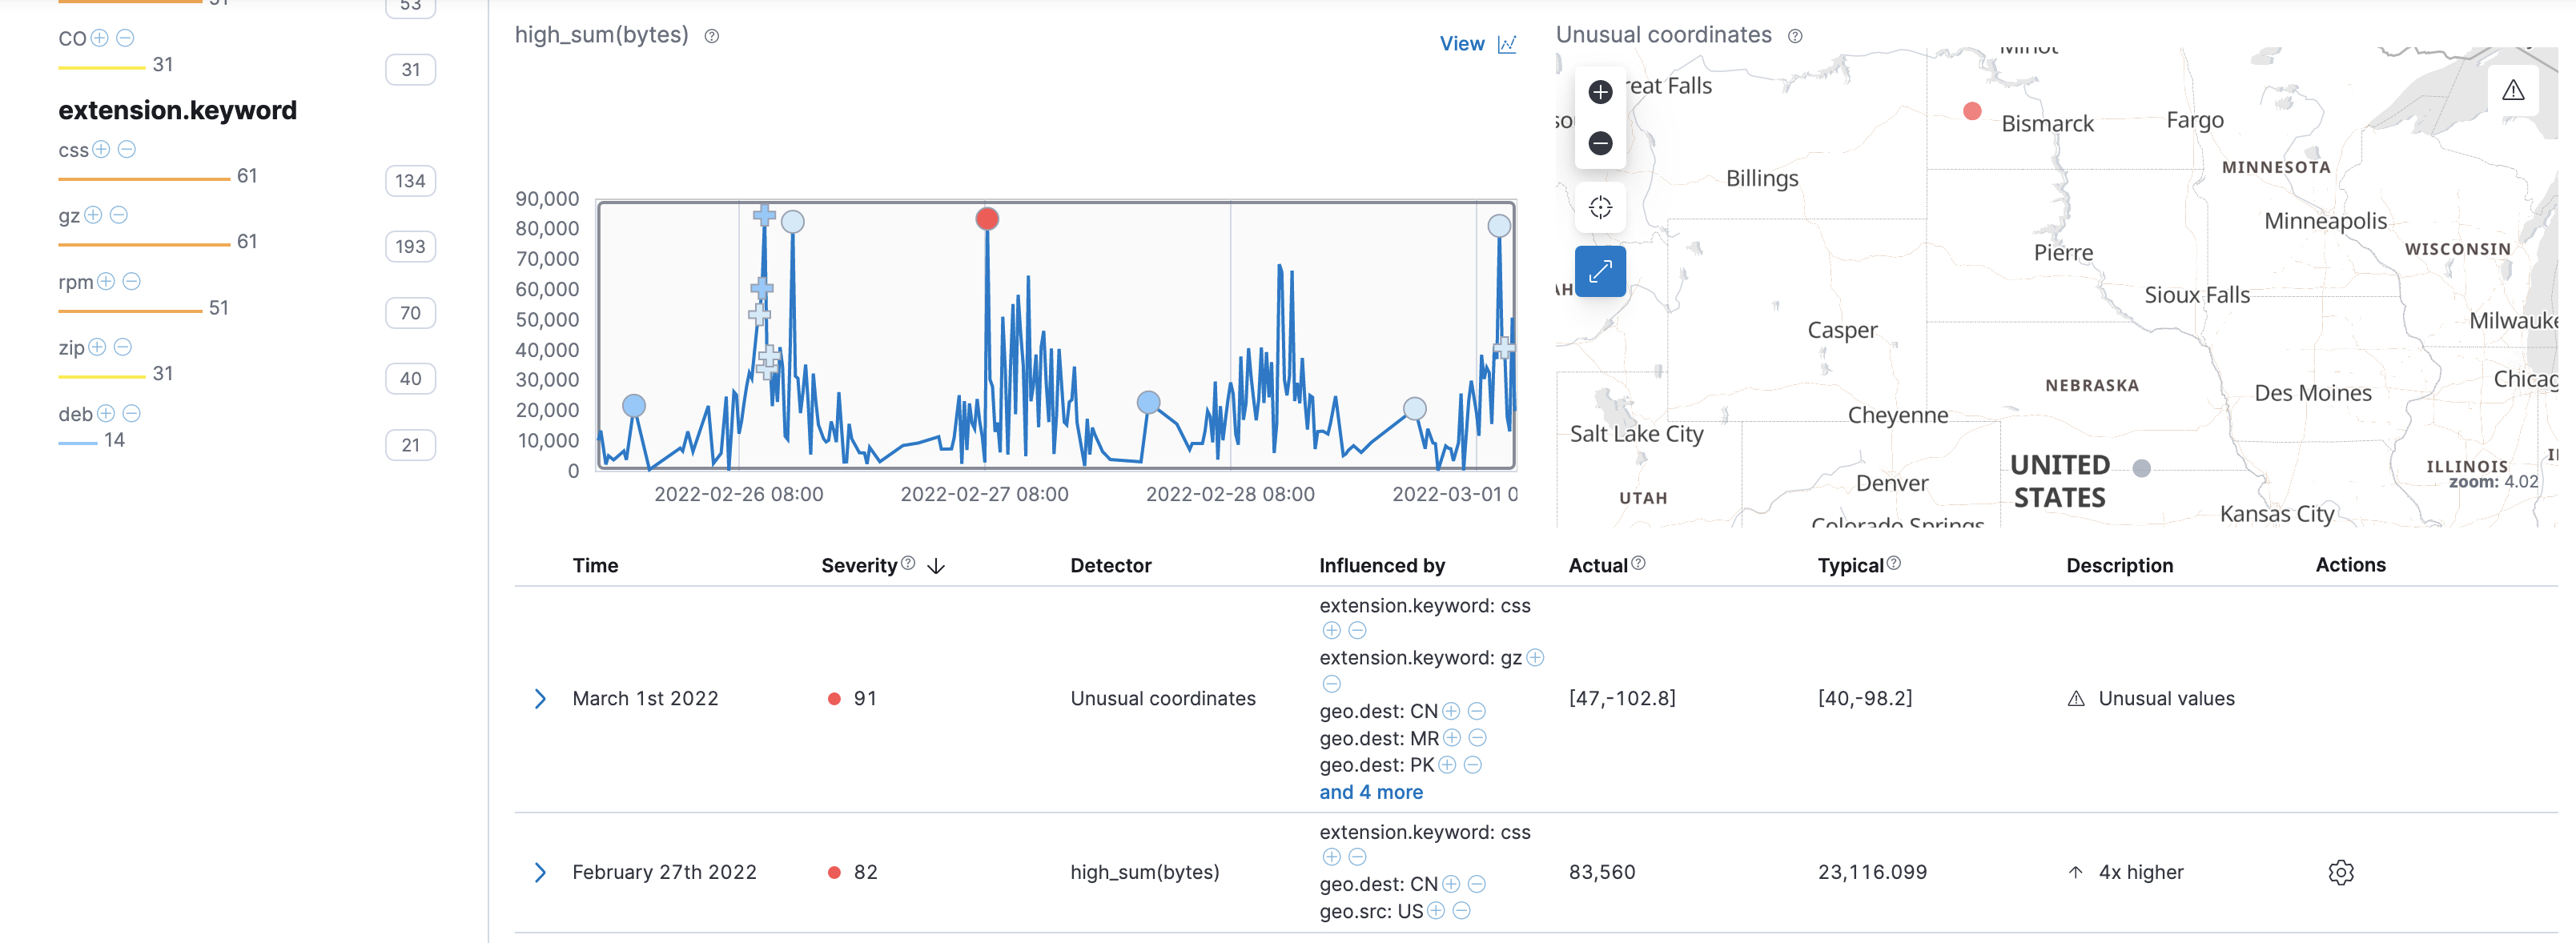 53
CO
31
31
extension.keyword
css
61
134
gz
61
193
rpm
51
70
zip
31
40
deb
14
21
high_sum(bytes)
View
90,000
80,000
70,000
60,000
50,000
40,000
30,000
20,000
10,000
0
2022-02-26 08:00
2022-02-27 08:00
2022-02-28 08:00
2022-03-01 0
Unusual coordinates
Minot
reat Falls
Bismarck
Fargo
MINNESOTA
Billings
Minneapolis
WISCONSIN
Pierre
AH
Sioux Falls
Milwauke
Casper
NEBRASKA
Chicag
Des Moines
Cheyenne
Salt Lake City
UNITED
STATES
ILLINOIS
zoom: 4.02
Denver
UTAH
Kansas City
Colorado Springs
Time Severity Detector Influenced by Actual Typical Description Actions
extension.keyword: css
extension.keyword: gz
March 1st 2022 91 Unusual coordinates [47,-102.8] [40,-98.2] Unusual values
geo.dest: CN
geo.dest: MR
geo.dest: PK
and 4 more
extension.keyword: css
February 27th 2022 82 high_sum(bytes) 83,560 23,116.099 4x higher
geo.dest: CN
geo.src: US